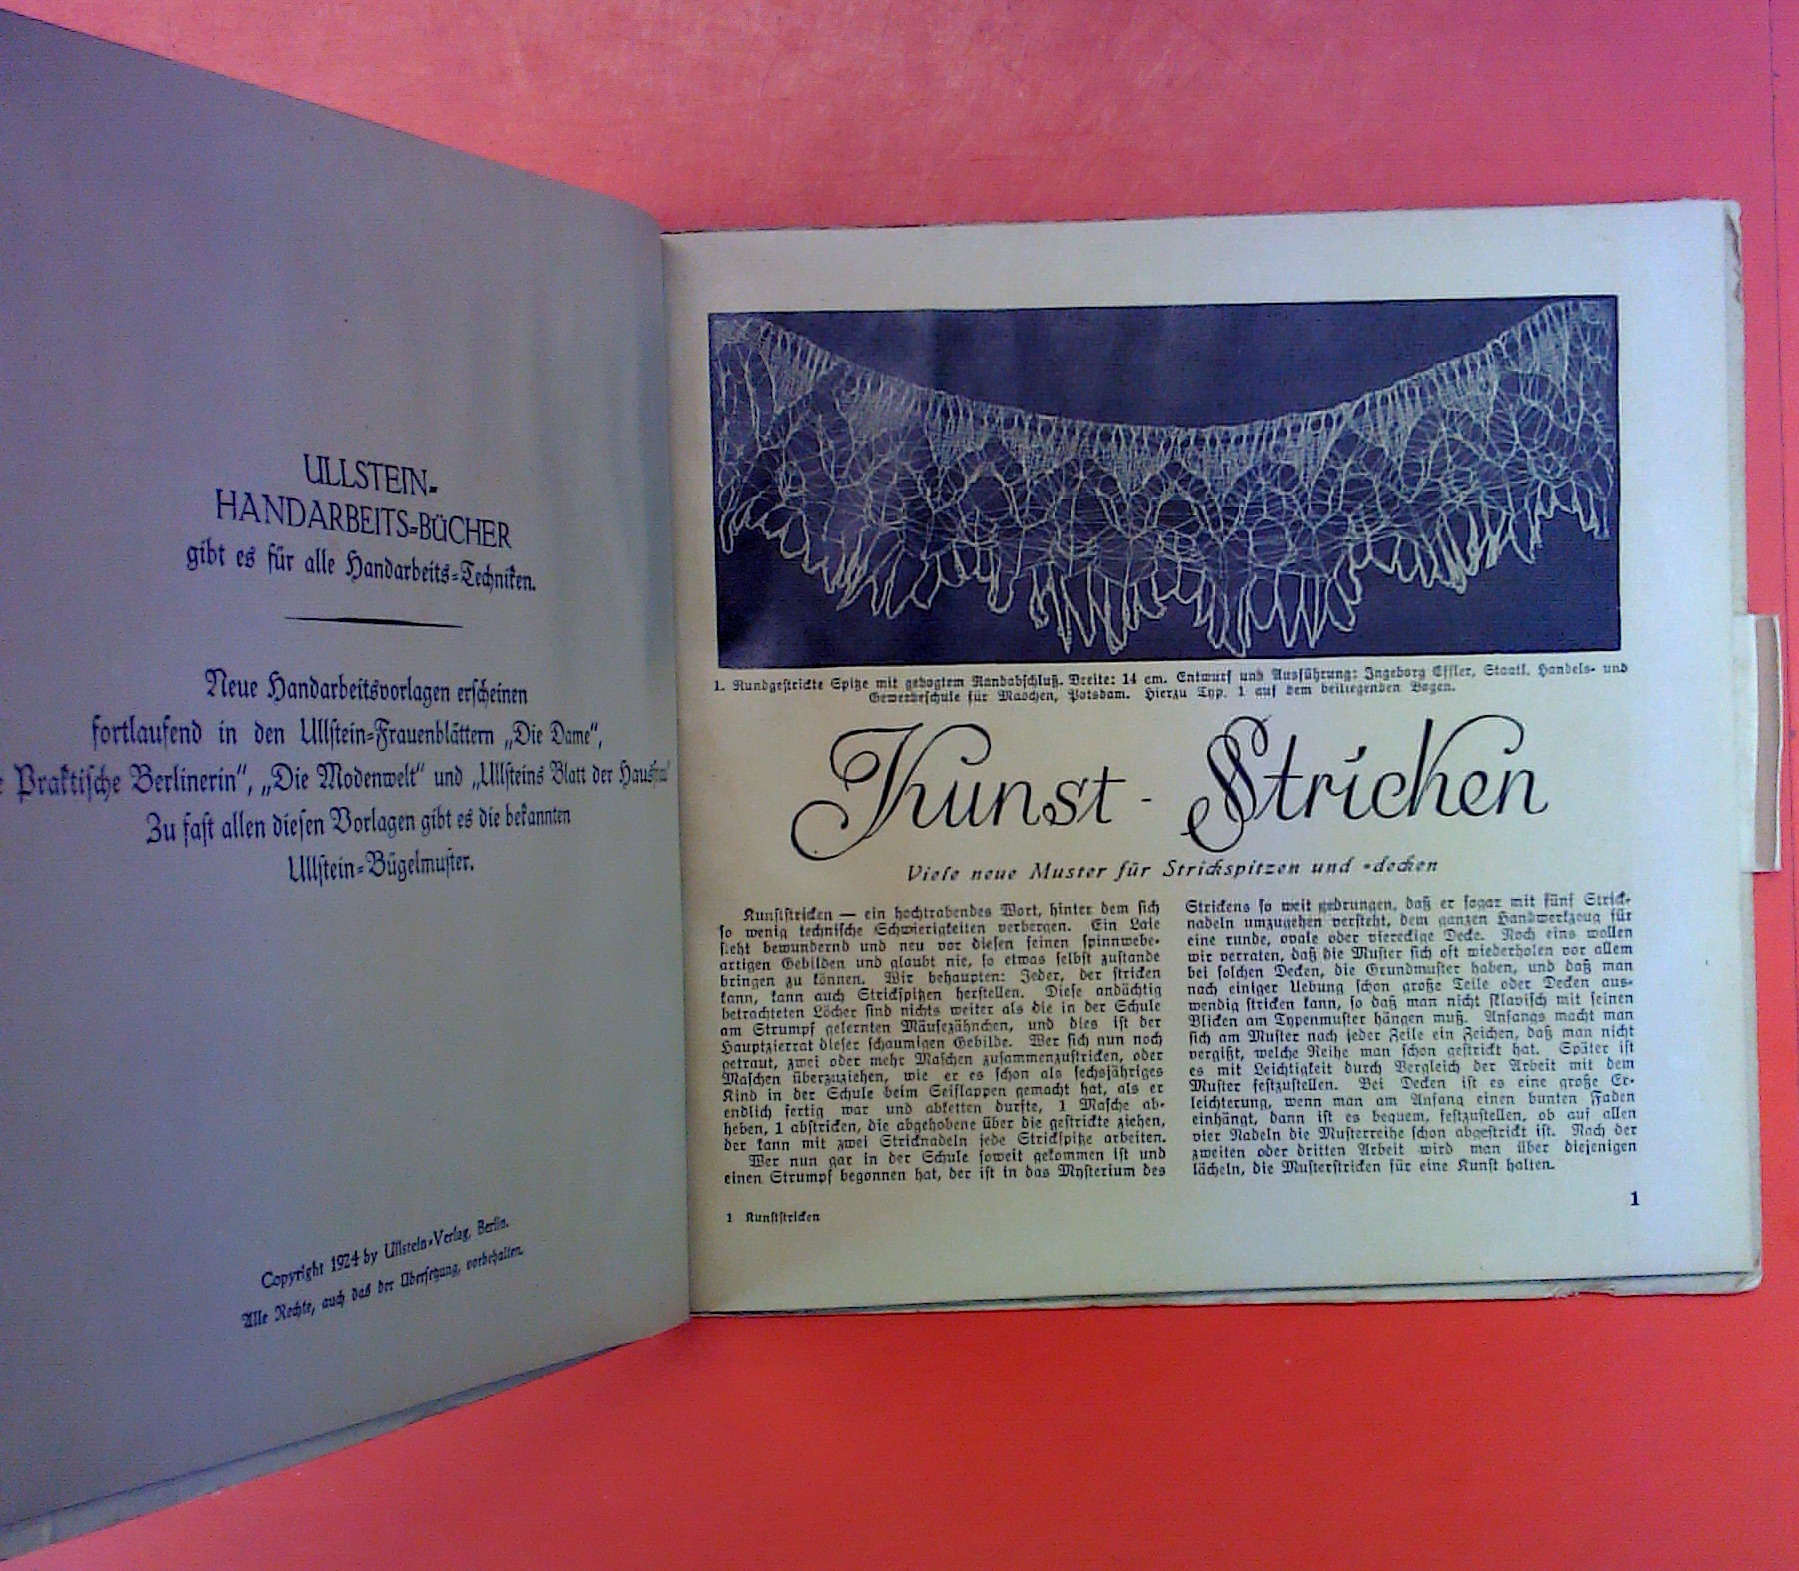 ULLSTEIN-
HANDARBEITS-BÜCHER
gibt es für alle Handarbeits-Techniken.
Neue Handarbeitsvorlagen erscheinen
fortlaufend in den Ullstein-Frauenblättern „Die Dame“,
Praktische Berlinerin“, „Die Modenwelt“ und „Ullsteins Blatt der Hausfrau“
Zu fast allen diesen Vorlagen gibt es die bekannten
Ullstein-Bügelmuster.
Copyright 1924 by Ullstein-Verlag, Berlin.
Alle Rechte, auch das der Übersetzung, vorbehalten.
1. Rundgestrickte Spitze mit gebogtem Randabschluß. Breite: 14 cm. Entwurf und Ausführung: Ingeborg Effler, Staatl. Handels- und
Gewerbeschule für Mädchen, Potsdam. Hierzu Typ. 1 auf dem beiliegenden Bogen.
Kunst-Stricken
Viele neue Muster für Strickspitzen und -decken
Kunststricken — ein hochtrabendes Wort, hinter dem sich
so wenig technische Schwierigkeiten verbergen. Ein Laie
steht bewundernd und neu vor diesen feinen spinnwebe-
artigen Gebilden und glaubt nie, so etwas selbst zustande
bringen zu können. Wir behaupten: Jeder, der stricken
kann, kann auch Strickspitzen herstellen. Diese andächtig
betrachteten Löcher sind nichts weiter als die in der Schule
am Strumpf gelernten Mäusezähnchen, und dies ist der
Hauptzierrat dieser schaumigen Gebilde. Wer sich nun noch
getraut, zwei oder mehr Maschen zusammenzustricken, oder
Maschen überzuziehen, wie er es schon als sechsjähriges
Kind in der Schule beim Seiflappen gemacht hat, als er
endlich fertig war und abketten durfte, 1 Masche ab-
heben, 1 abstricken, die abgehobene über die gestrickte ziehen,
der kann mit zwei Stricknadeln jede Strickspitze arbeiten.
Wer nun gar in der Schule soweit gekommen ist und
einen Strumpf begonnen hat, der ist in das Mysterium des
Strickens so weit gedrungen, daß er sogar mit fünf Strick-
nadeln umzugehen versteht, dem ganzen Handwerkzeug für
eine runde, ovale oder viereckige Decke. Noch eins wollen
wir verraten, daß die Muster sich oft wiederholen vor allem
bei solchen Decken, die Grundmuster haben, und daß man
nach einiger Uebung schon große Teile oder Decken aus-
wendig stricken kann, so daß man nicht sklavisch mit seinen
Blicken am Typenmuster hängen muß. Anfangs macht man
sich am Muster nach jeder Zeile ein Zeichen, daß man nicht
vergißt, welche Reihe man schon gestrickt hat. Später ist
es mit Leichtigkeit durch Vergleich der Arbeit mit dem
Muster festzustellen. Bei Decken ist es eine große Er-
leichterung, wenn man am Anfang einen bunten Faden
einhängt, dann ist es bequem, festzustellen, ob auf allen
vier Nadeln die Musterreihe schon abgestrickt ist. Nach der
zweiten oder dritten Arbeit wird man über diejenigen
lächeln, die Musterstricken für eine Kunst halten.
1 Kunststricken
1